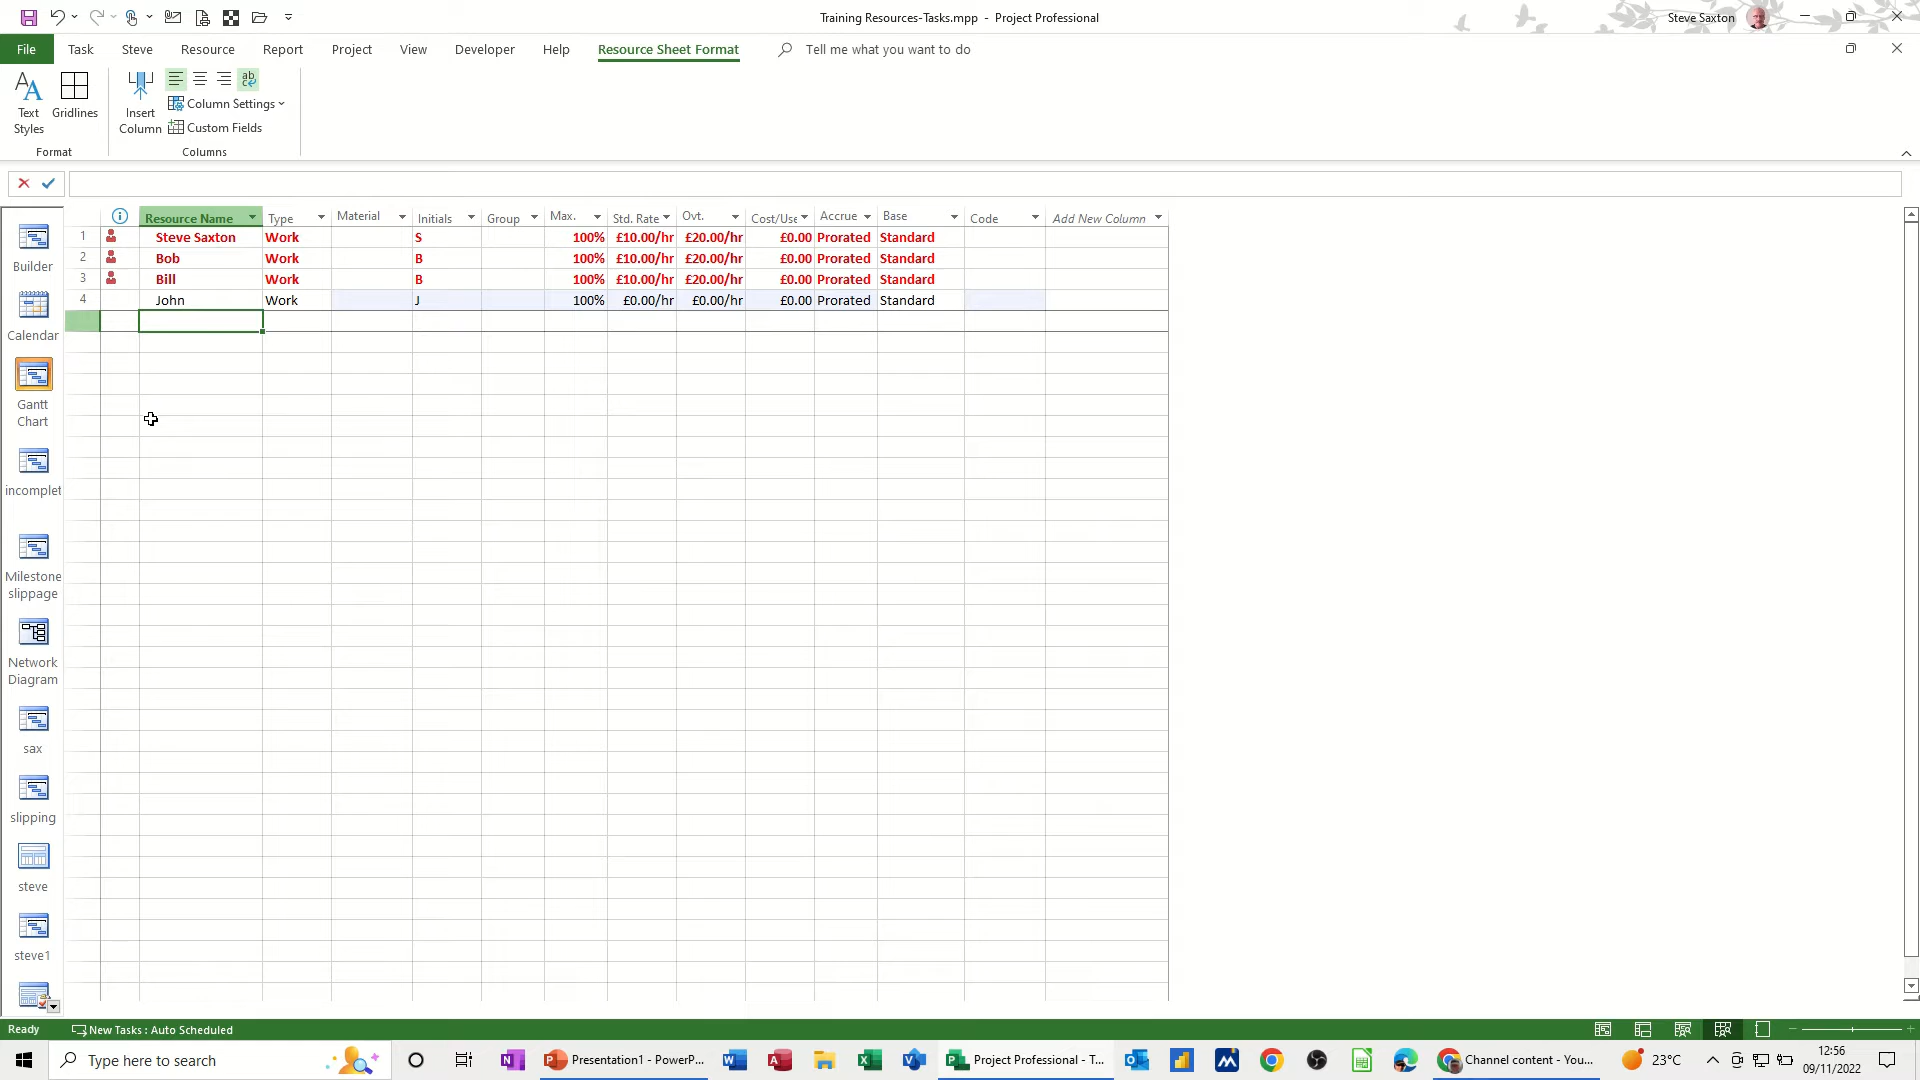 Training Resources-Tasks.mpp - Project Professional
Steve Saxton
File Task Steve Resource Report Project View Developer Help Resource Sheet Format Tell me what you want to do
Text Styles
Gridlines
Insert Column
ab
Column Settings
Custom Fields
Format
Columns
Resource Name Type Material Initials Group Max. Std. Rate Ovt. Cost/Use Accrue Base Code Add New Column
1 Steve Saxton Work S 100% £10.00/hr £20.00/hr £0.00 Prorated Standard
2 Bob Work B 100% £10.00/hr £20.00/hr £0.00 Prorated Standard
3 Bill Work B 100% £10.00/hr £20.00/hr £0.00 Prorated Standard
4 John Work J 100% £0.00/hr £0.00/hr £0.00 Prorated Standard
Builder
Calendar
Gantt
Chart
incomplet
Milestone
slippage
Network
Diagram
sax
slipping
steve
steve1
Ready New Tasks : Auto Scheduled
Type here to search
Presentation1 - PowerP...
Project Professional - T...
Channel content - You...
23°C
12:56
09/11/2022